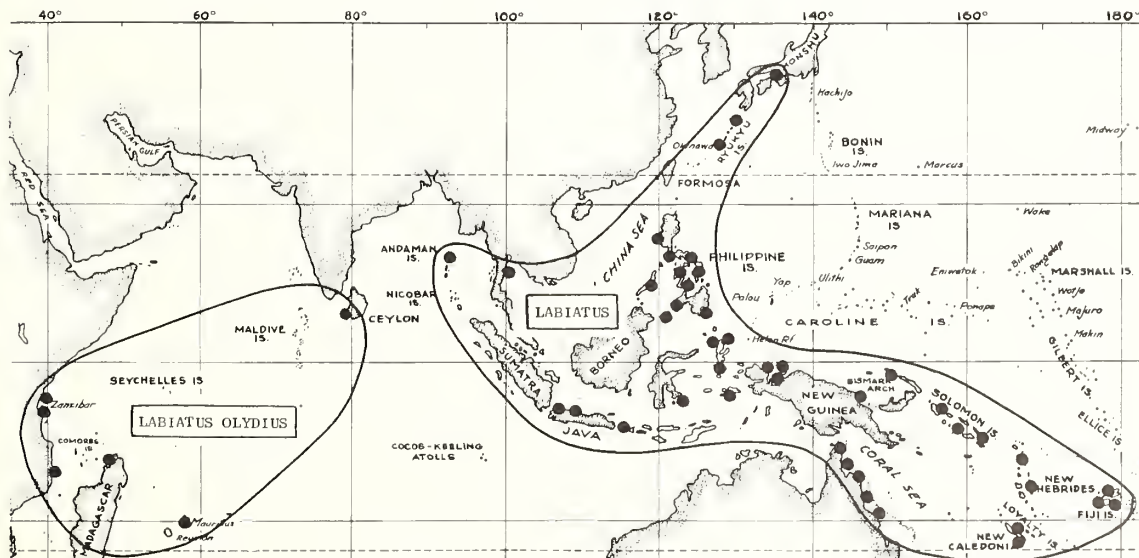 40°
60°
80°
100°
120°
140°
160°
180°
HONSHU
PERSIAN
GULF
RED
SEA
Hachijo
BONIN
IS.
Iwo Jima
Marcus
Midway
Okinawa
RYUKYU
IS.
FORMOSA
MARIANA
IS
Saipan
Guam
Wake
ANDAMAN
IS.
CHINA SEA
PHILIPPINE
IS.
Yap
Ulithi
Palau
Truk
Eniwetok
Ponape
Bikini
Rongelap
MARSHALL IS.
Wotje
Majuro
Makin
NICOBAR
IS.
CEYLON
LABIATUS
CAROLINE
IS.
Helen Rf
MALDIVE
IS.
SUMATRA
BORNEO
GILBERT IS.
SEYCHELLES IS
BISMARK
ARCH
NEW
GUINEA
SOLOMON IS.
ELLICE IS
Zanzibar
LABIATUS OLYDIUS
JAVA
COMORES
IS
COCOS-KEELING
ATOLLS
CORAL SEA
MADAGASCAR
Mauritius
Reunion
NEW
HEBRIDES
FIJI IS.
LOYALTY
IS.
NEW
CALEDONIA